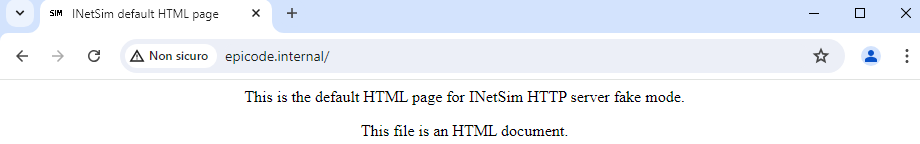 SIM INetSim default HTML page
Non sicuro epicode.internal/
This is the default HTML page for INetSim HTTP server fake mode.
This file is an HTML document.